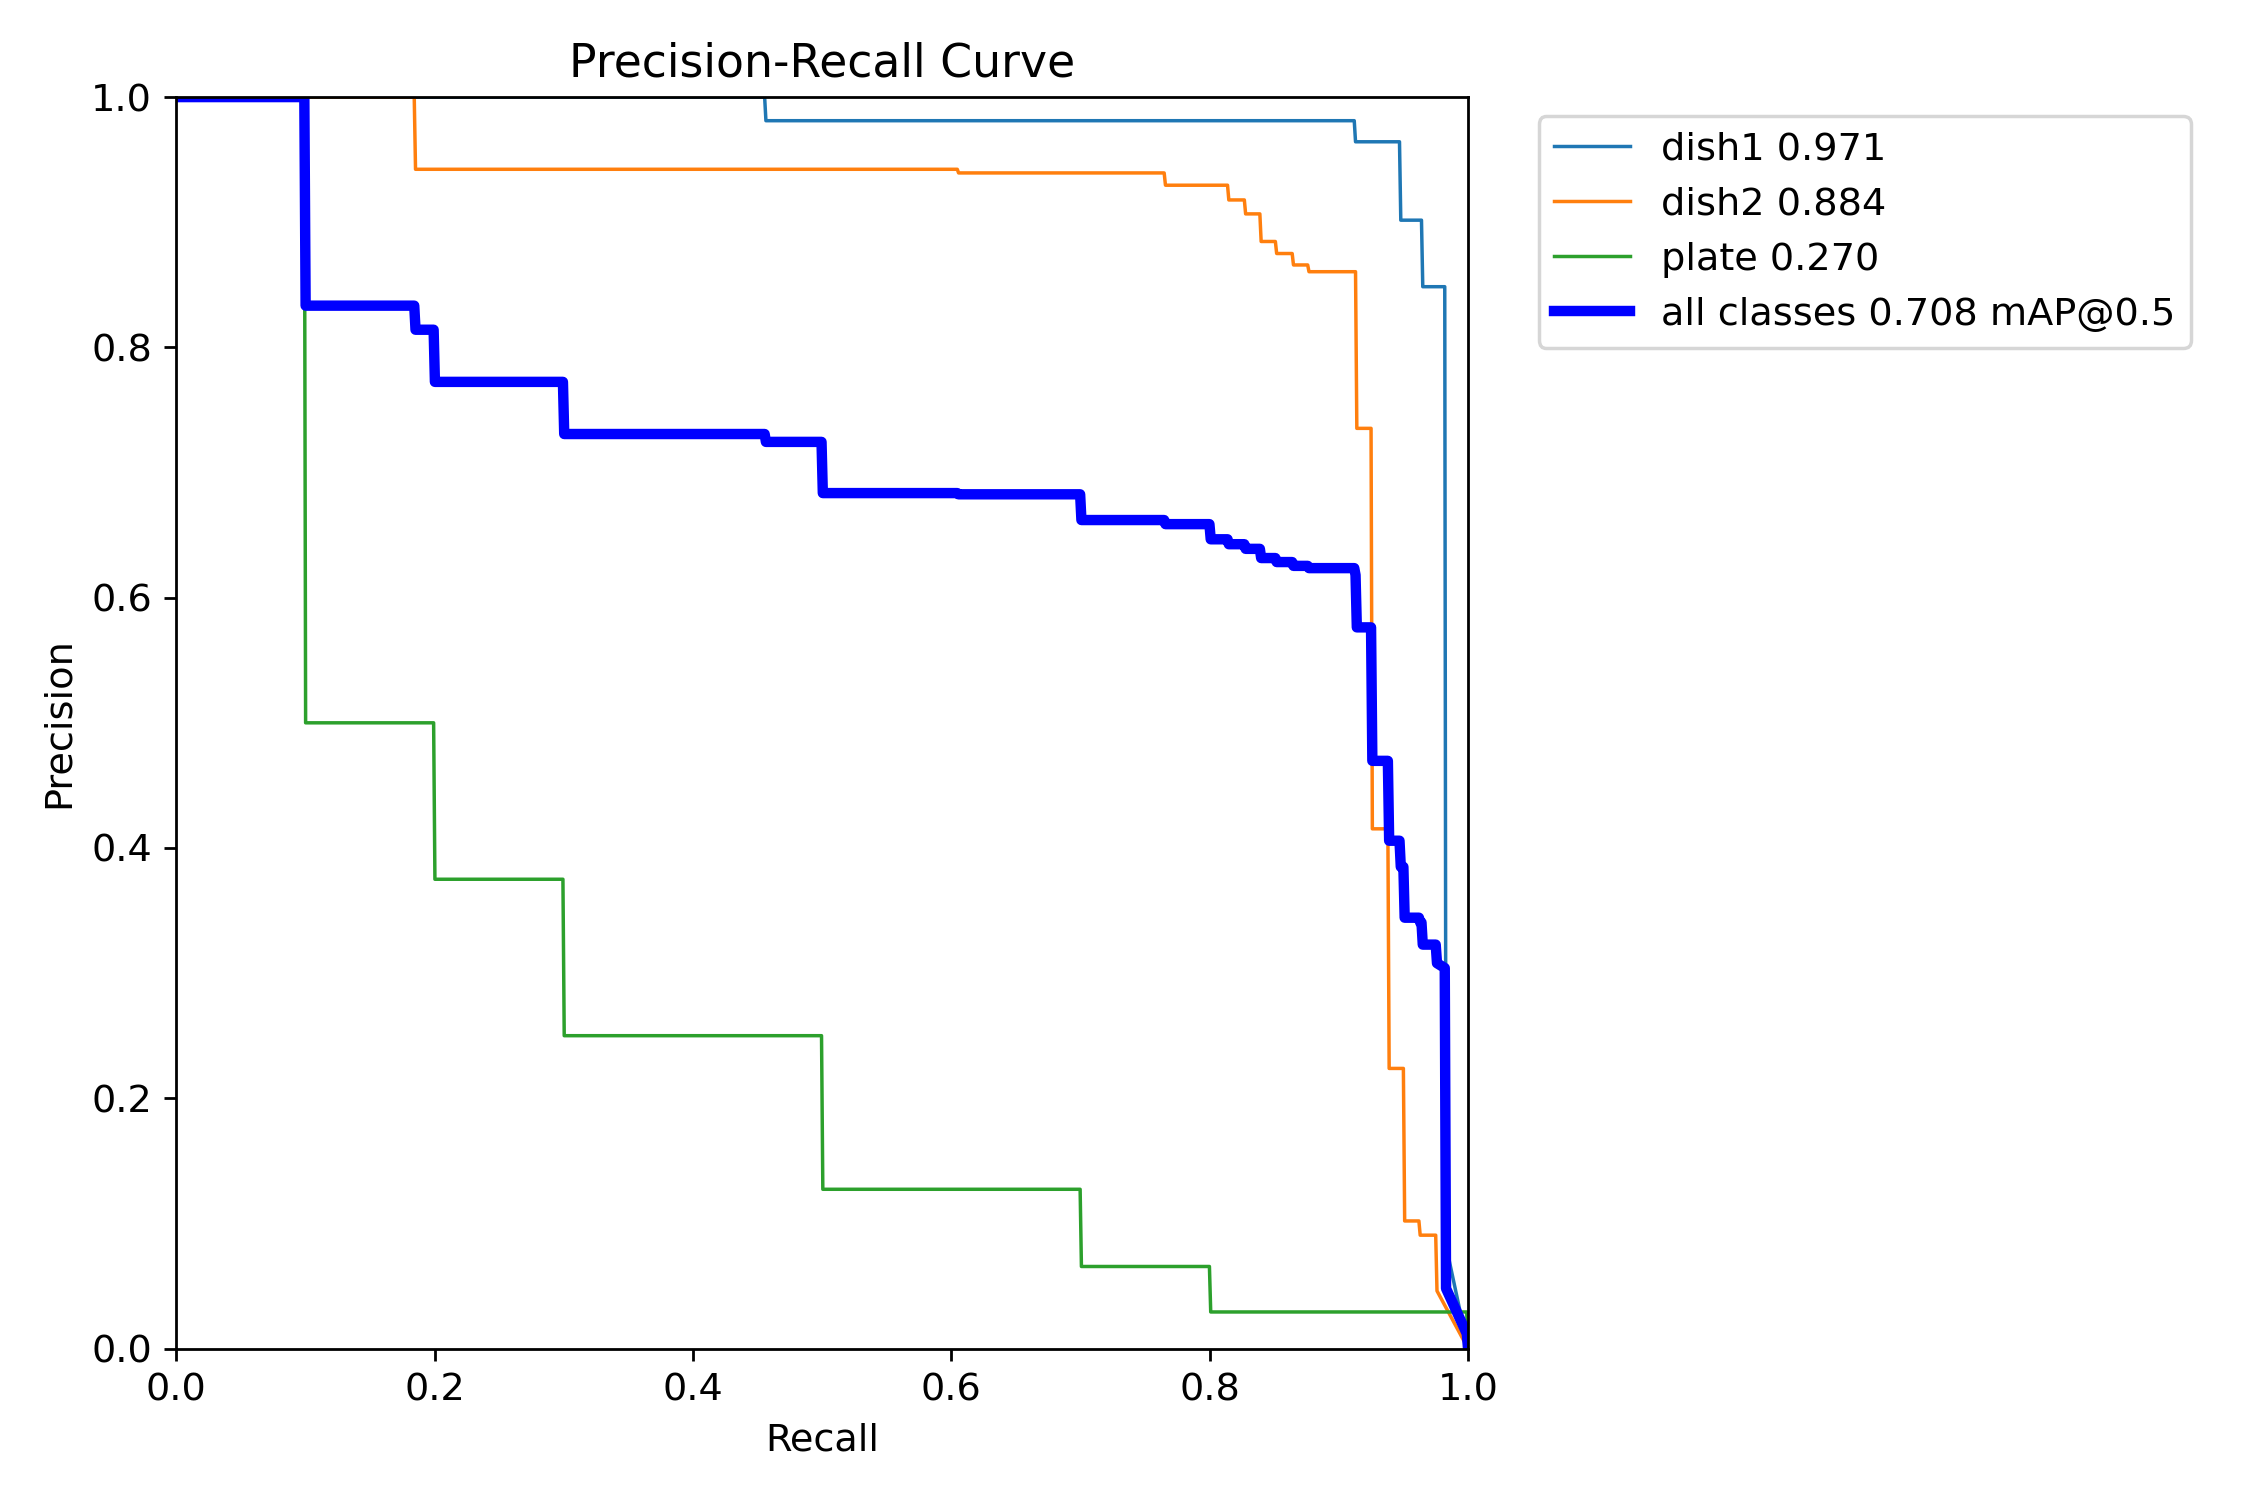 Precision-Recall Curve
1.0
0.8
0.6
0.4
0.2
0.0
Precision
0.0 0.2 0.4 0.6 0.8 1.0
Recall
dish1 0.971
dish2 0.884
plate 0.270
all classes 0.708 mAP@0.5